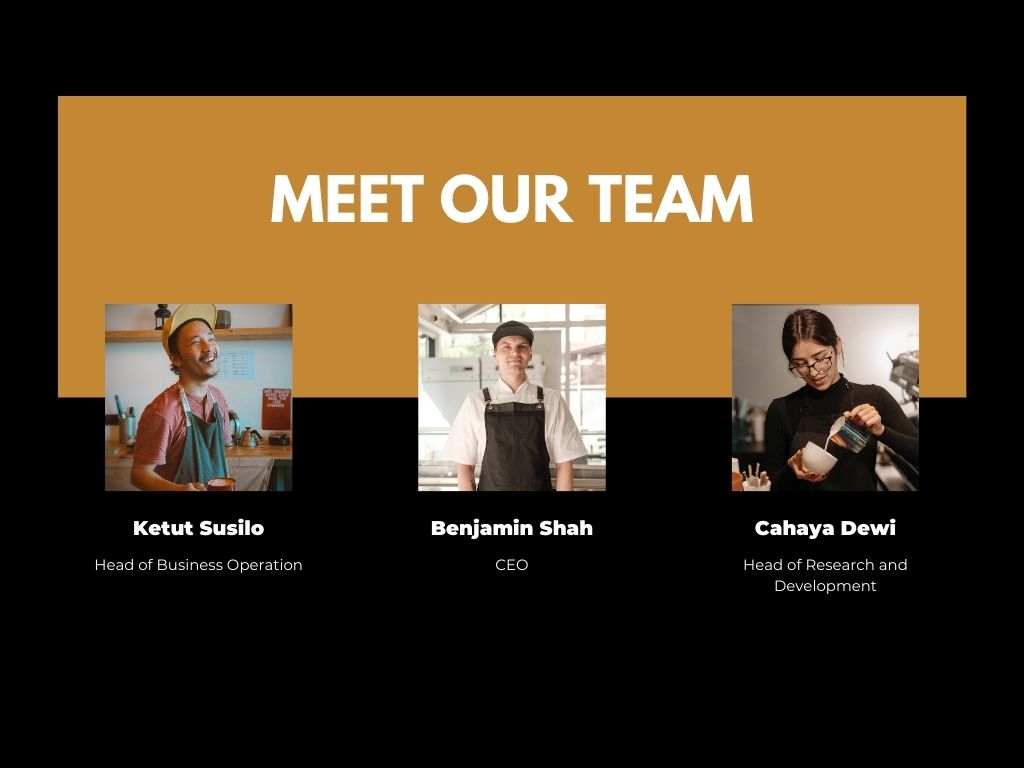 MEET OUR TEAM
Ketut Susilo
Head of Business Operation
Benjamin Shah
CEO
Cahaya Dewi
Head of Research and
Development